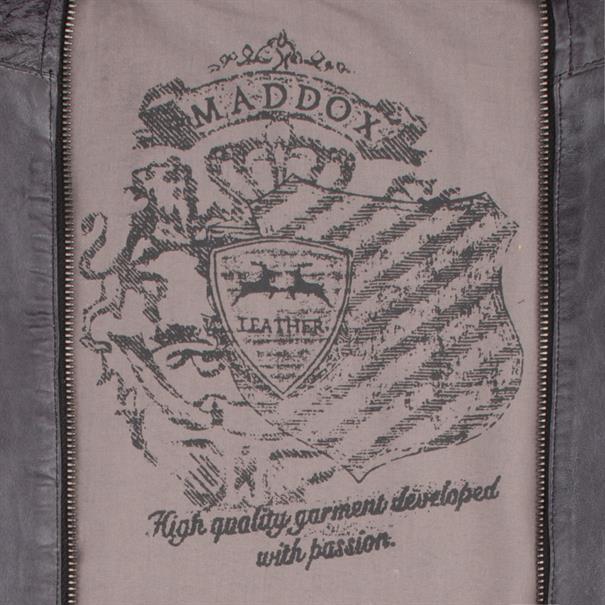 MADDOX
LEATHER
High quality garment developed
with passion.